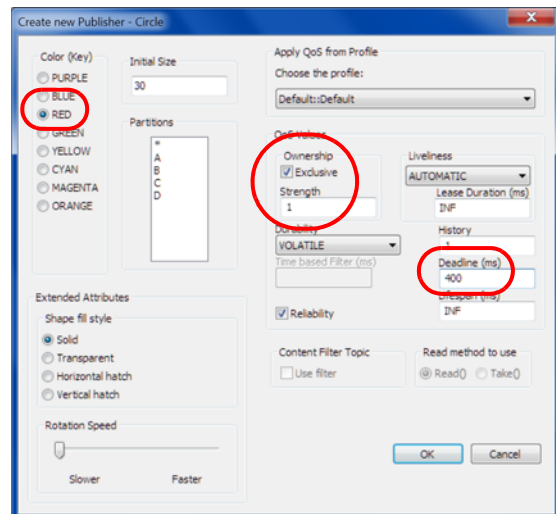 Create new Publisher - Circle
Color (Key)
PURPLE
BLUE
RED
GREEN
YELLOW
CYAN
MAGENTA
ORANGE
Initial Size
30
Partitions
*
A
B
C
D
Extended Attributes
Shape fill style
Solid
Transparent
Horizontal hatch
Vertical hatch
Rotation Speed
Slower Faster
Apply QoS from Profile
Choose the profile:
Default::Default
QoS Values
Ownership
Exclusive
Strength
1
Durability
VOLATILE
Time based Filter (ms)
Reliability
Liveliness
AUTOMATIC
Lease Duration (ms)
INF
History
1
Deadline (ms)
400
Lifespan (ms)
INF
Content Filter Topic
Use filter
Read method to use
Read() Take()
OK Cancel